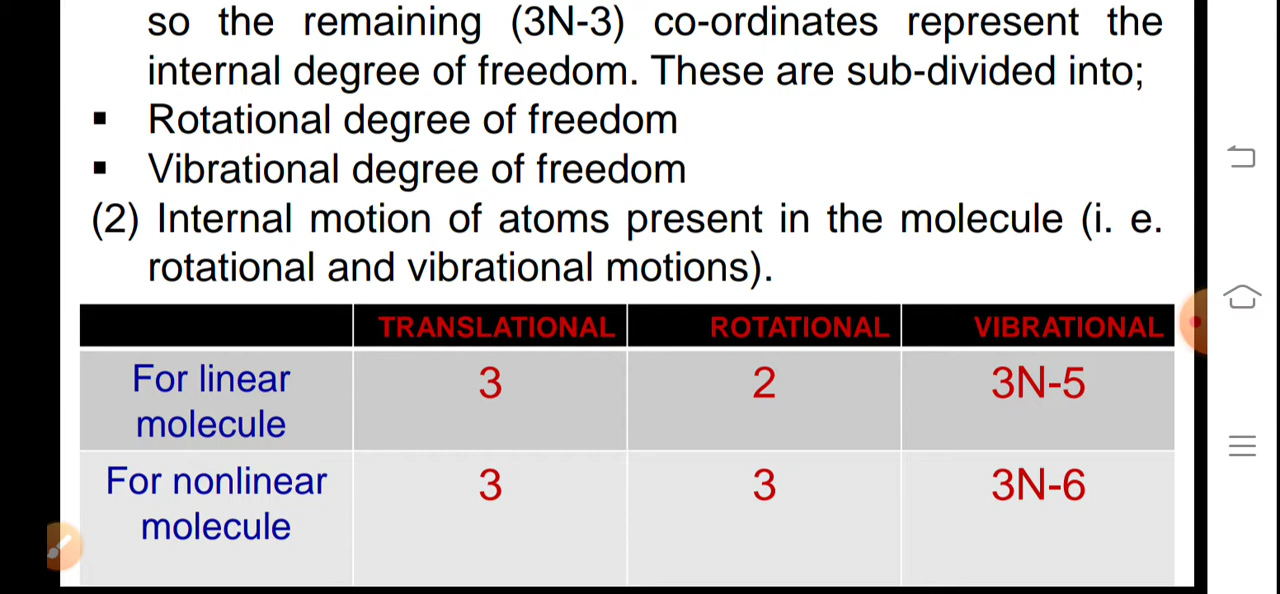 so the remaining (3N-3) co-ordinates represent the
internal degree of freedom. These are sub-divided into;
▪ Rotational degree of freedom
▪ Vibrational degree of freedom
(2) Internal motion of atoms present in the molecule (i. e.
rotational and vibrational motions).
TRANSLATIONAL ROTATIONAL VIBRATIONAL
For linear 3 2 3N-5
molecule
For nonlinear 3 3 3N-6
molecule